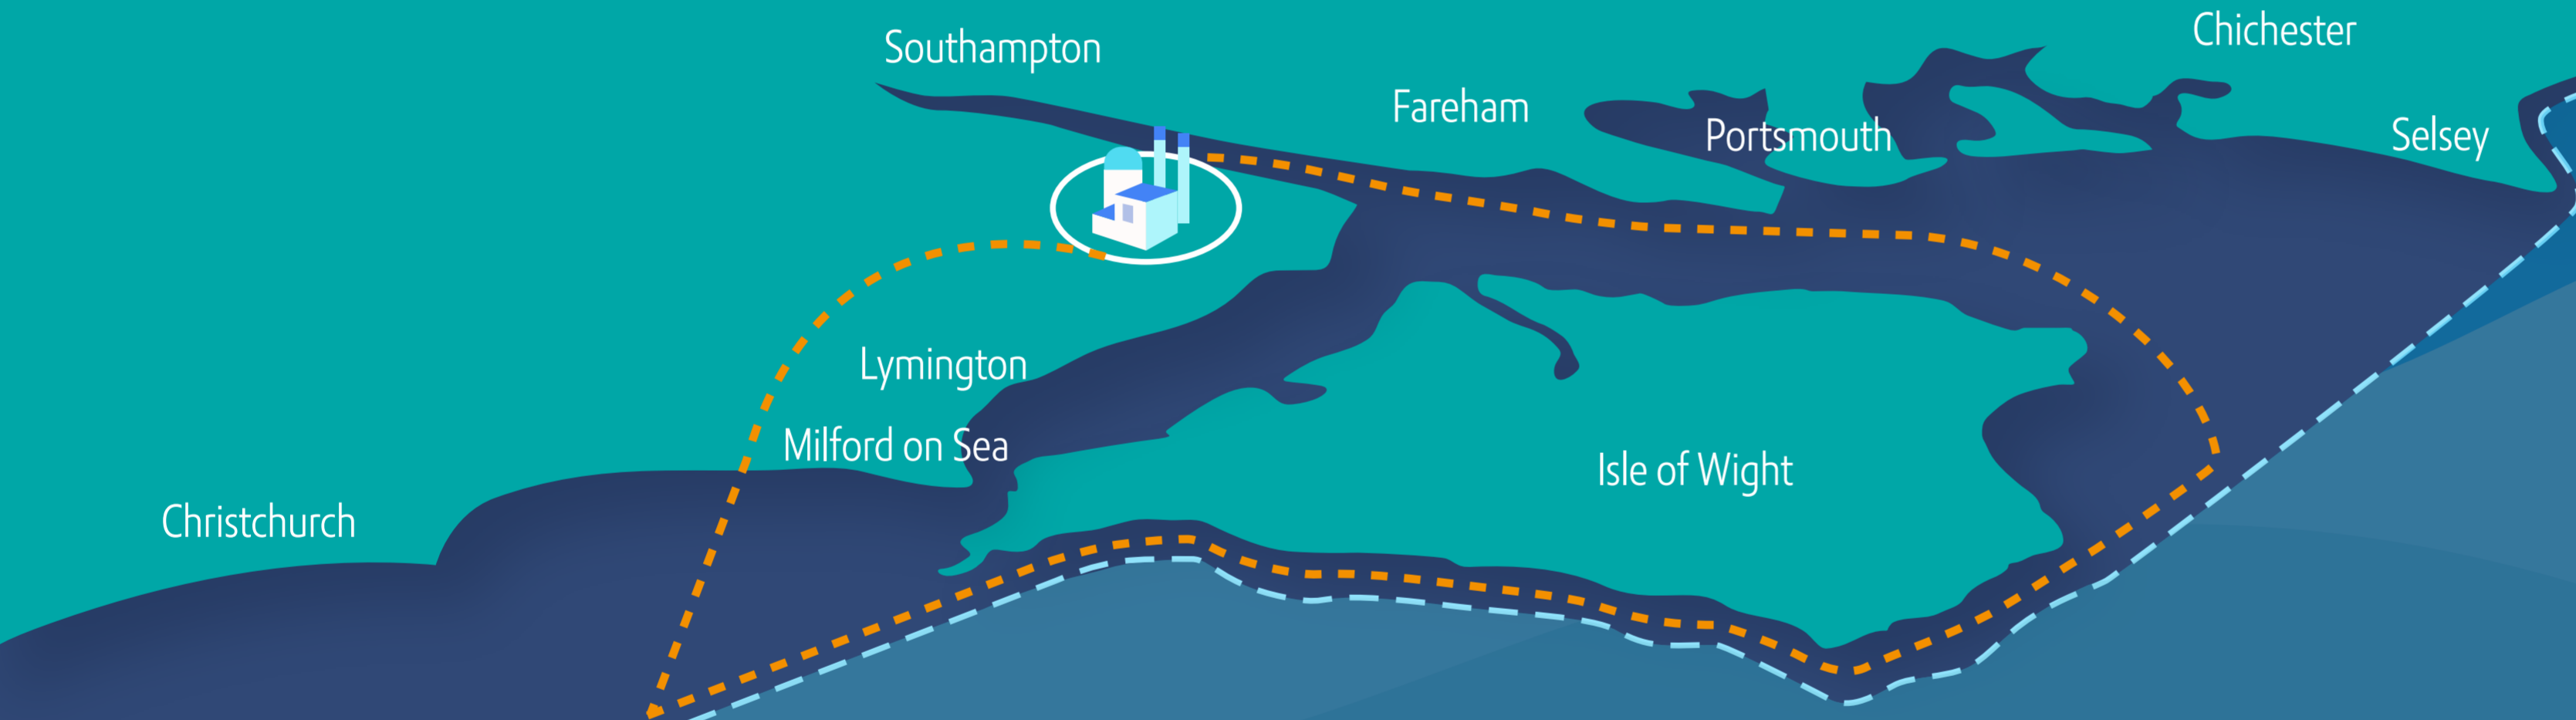 Chichester
Southampton
Fareham
Portsmouth
Selsey
Lymington
Milford on Sea
Isle of Wight
Christchurch